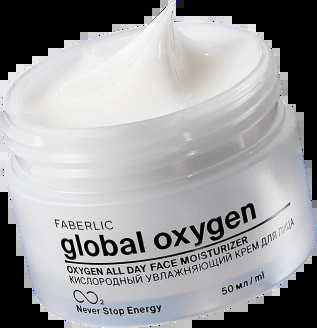 FABERLIC
global oxygen
OXYGEN ALL DAY FACE MOISTURIZER
КИСЛОРОДНЫЙ УВЛАЖНЯЮЩИЙ КРЕМ ДЛЯ ЛИЦА
2
Never Stop Energy
50 мл/ml